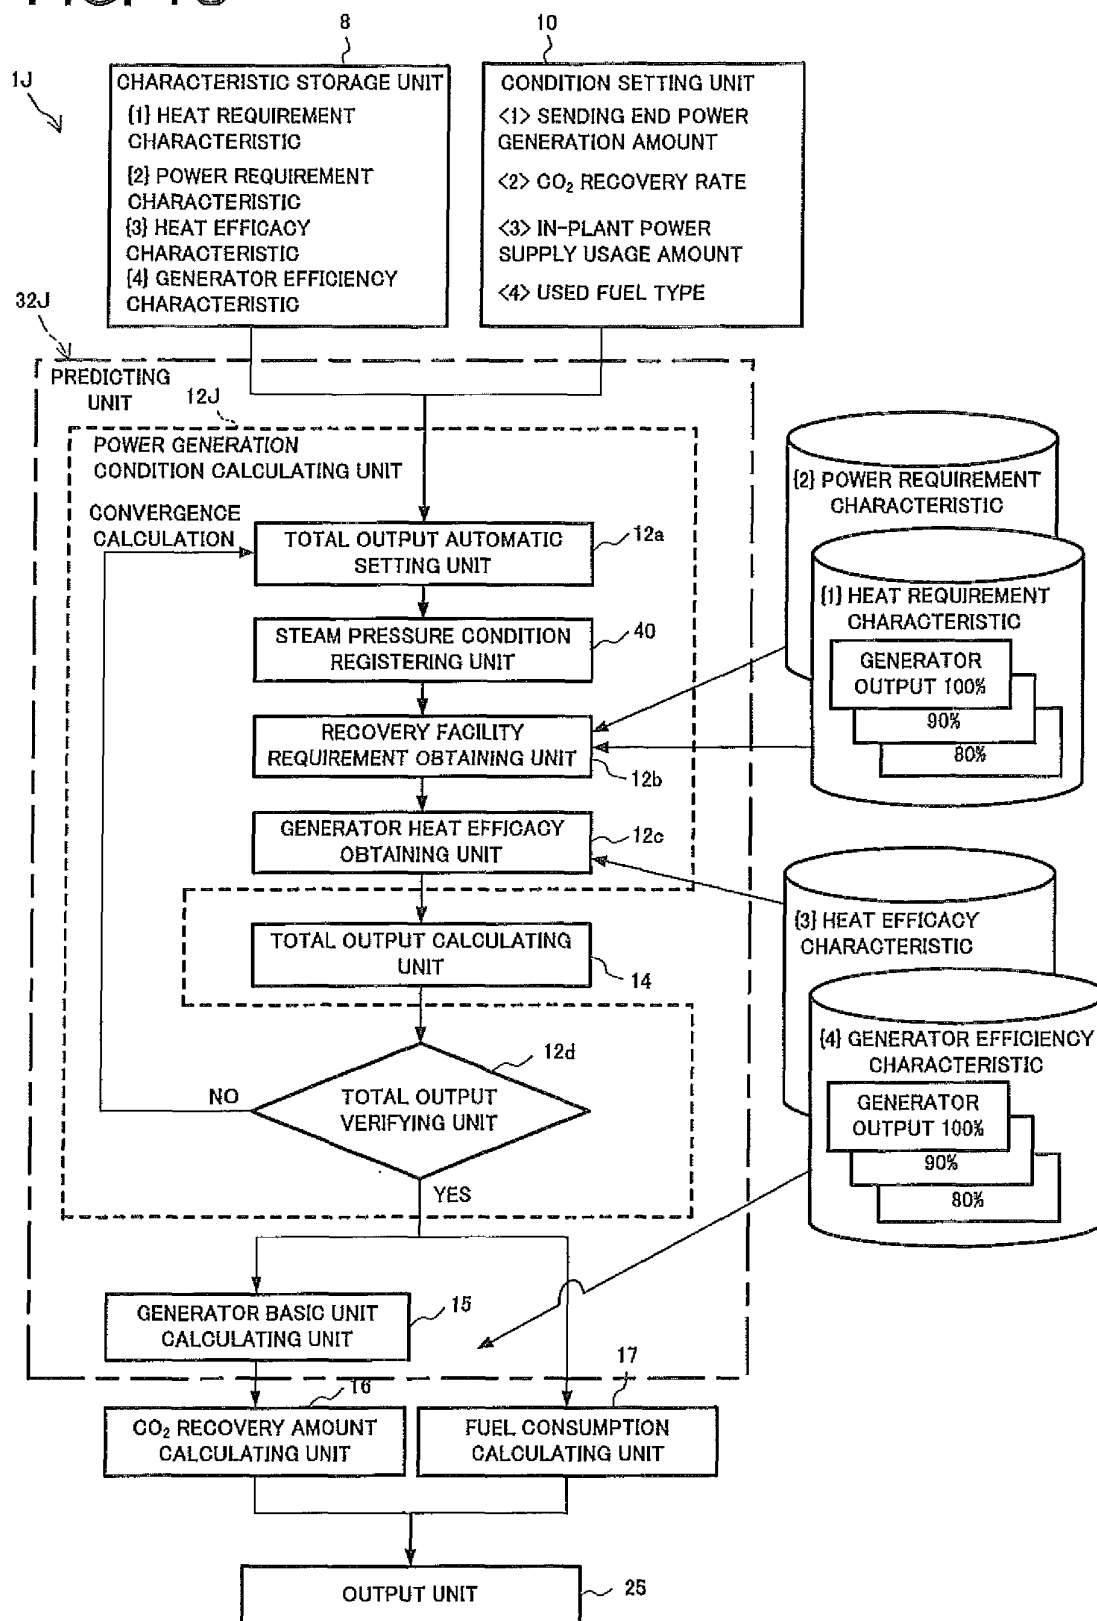 8
10
1J
CHARACTERISTIC STORAGE UNIT
{1} HEAT REQUIREMENT
CHARACTERISTIC
{2} POWER REQUIREMENT
CHARACTERISTIC
{3} HEAT EFFICACY
CHARACTERISTIC
{4} GENERATOR EFFICIENCY
CHARACTERISTIC
CONDITION SETTING UNIT
<1> SENDING END POWER
GENERATION AMOUNT
<2> CO₂ RECOVERY RATE
<3> IN-PLANT POWER
SUPPLY USAGE AMOUNT
<4> USED FUEL TYPE
32J
PREDICTING
UNIT
12J
POWER GENERATION
CONDITION CALCULATING UNIT
CONVERGENCE
CALCULATION
TOTAL OUTPUT AUTOMATIC
SETTING UNIT
12a
STEAM PRESSURE CONDITION
REGISTERING UNIT
40
RECOVERY FACILITY
REQUIREMENT OBTAINING UNIT
12b
GENERATOR HEAT EFFICACY
OBTAINING UNIT
12c
TOTAL OUTPUT CALCULATING
UNIT
14
12d
NO
TOTAL OUTPUT
VERIFYING UNIT
YES
{2} POWER REQUIREMENT
CHARACTERISTIC
{1} HEAT REQUIREMENT
CHARACTERISTIC
GENERATOR
OUTPUT 100%
90%
80%
{3} HEAT EFFICACY
CHARACTERISTIC
{4} GENERATOR EFFICIENCY
CHARACTERISTIC
GENERATOR
OUTPUT 100%
90%
80%
GENERATOR BASIC UNIT
CALCULATING UNIT
15
16
17
CO₂ RECOVERY AMOUNT
CALCULATING UNIT
FUEL CONSUMPTION
CALCULATING UNIT
OUTPUT UNIT
25